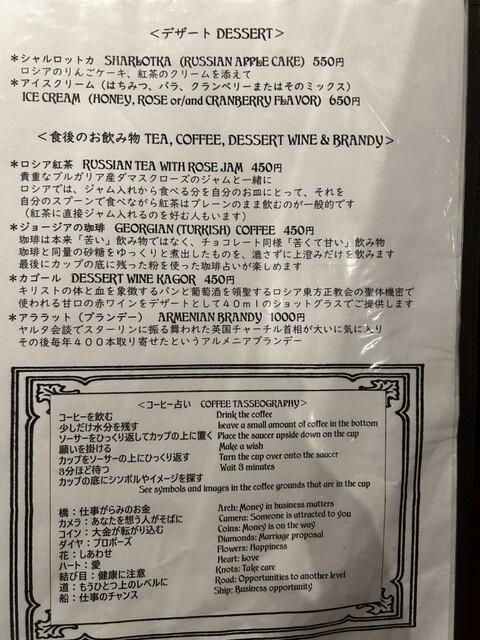 ＜デザート DESSERT＞
＊シャルロットカ SHARLOTKA (RUSSIAN APPLE CAKE) 550円
ロシアのりんごケーキ、紅茶のクリームを添えて
＊アイスクリーム（はちみつ、バラ、クランベリーまたはそのミックス）
ICE CREAM (HONEY, ROSE or/and CRANBERRY FLAVOR) 650円
＜食後のお飲み物 TEA, COFFEE, DESSERT WINE & BRANDY＞
＊ロシア紅茶 RUSSIAN TEA WITH ROSE JAM 450円
貴重なブルガリア産ダマスクローズのジャムと一緒に
ロシアでは、ジャム入れから食べる分を自分のお皿にとって、それを
自分のスプーンで食べながら紅茶はプレーンのまま飲むのが一般的です
（紅茶に直接ジャム入れるのを好む人もいます）
＊ジョージアの珈琲 GEORGIAN (TURKISH) COFFEE 450円
珈琲は本来「苦い」飲み物ではなく、チョコレート同様「苦くて甘い」飲み物
珈琲と同量の砂糖をゆっくりと煮出したものを、漉さずに上澄みだけを飲みます
最後にカップの底に残った粉を使った珈琲占いが楽しめます
＊カゴール DESSERT WINE KAGOR 450円
キリストの体と血を象徴するパンと葡萄酒を領聖するロシア東方正教会の聖体機密で
使われる甘口の赤ワインをデザートとして40mlのショットグラスでご提供します
＊アララット（ブランデー） ARMENIAN BRANDY 1000円
ヤルタ会談でスターリンに振る舞われた英国チャーチル首相が大いに気に入り
その後毎年400本取り寄せたというアルメニアブランデー
＜コーヒー占い COFFEE TASSEOGRAPHY＞
コーヒーを飲む Drink the coffee
少しだけ水分を残す Leave a small amount of coffee in the bottom
ソーサーをひっくり返してカップの上に置く Place the saucer upside down on the cup
願いを掛ける Make a wish
カップをソーサーの上にひっくり返す Turn the cup over onto the saucer
3分ほど待つ Wait 3 minutes
カップの底にシンボルやイメージを探す
See symbols and images in the coffee grounds that are in the cup
橋：仕事がらみのお金 Arch: Money in business matters
カメラ：あなたを想う人がそばに Camera: Someone is attracted to you
コイン：大金が転がり込む Coins: Money is on the way
ダイヤ：プロポーズ Diamonds: Marriage proposal
花：しあわせ Flowers: Happiness
ハート：愛 Heart: Love
結び目：健康に注意 Knots: Take care
道：もうひとつ上のレベルに Road: Opportunities to another level
船：仕事のチャンス Ship: Business opportunity